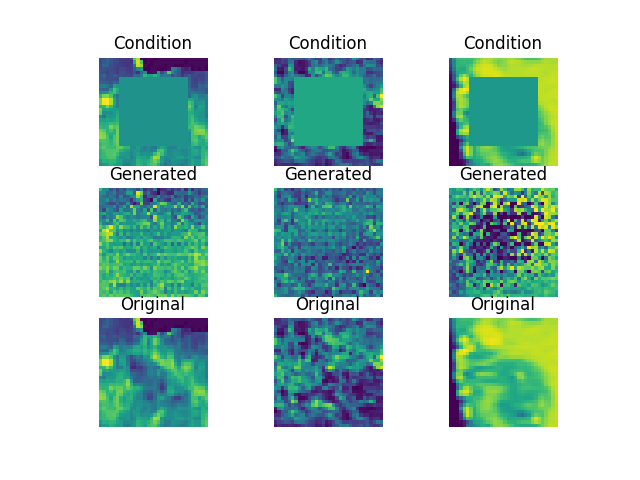 Condition Condition Condition
Generated Generated Generated
Original Original Original